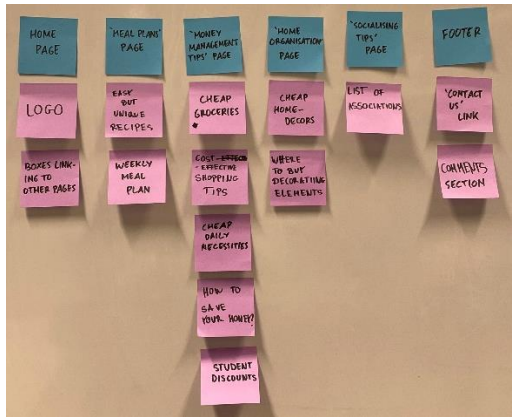 HOME
PAGE
"MEAL PLANS"
PAGE
"MONEY
MANAGEMENT
TIPS" PAGE
"HOME
ORGANISATION"
PAGE
"SOCIALISING
TIPS"
PAGE
FOOTER
LOGO
EASY
BUT
UNIQUE
RECIPES
CHEAP
GROCERIES
CHEAP
HOME-
DECORS
LIST OF
ASSOCIATIONS
"CONTACT
US"
LINK
BOXES LINK-
ING TO
OTHER PAGES
WEEKLY
MEAL
PLAN
COST-
-EFFECTIVE
SHOPPING
TIPS
WHERE
TO BUY
DECORATING
ELEMENTS
COMMENTS
SECTION
CHEAP
DAILY
NECESSITIES
HOW TO
SAVE
YOUR MONEY?
STUDENT
DISCOUNTS